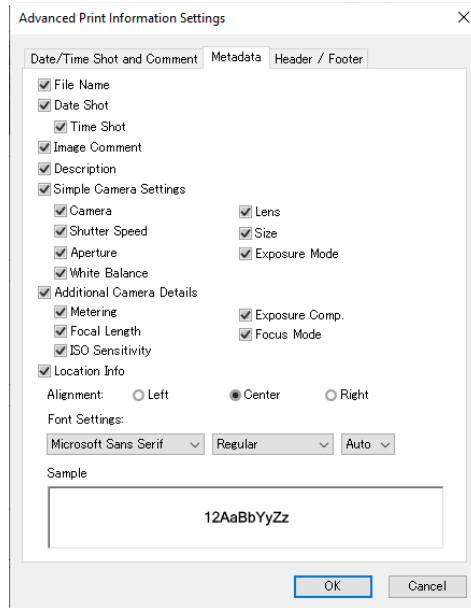 Advanced Print Information Settings
Date/Time Shot and Comment Metadata Header / Footer
File Name
Date Shot
Time Shot
Image Comment
Description
Simple Camera Settings
Camera Lens
Shutter Speed Size
Aperture Exposure Mode
White Balance
Additional Camera Details
Metering Exposure Comp.
Focal Length Focus Mode
ISO Sensitivity
Location Info
Alignment: Left Center Right
Font Settings:
Microsoft Sans Serif Regular Auto
Sample
12AaBbYyZz
OK Cancel